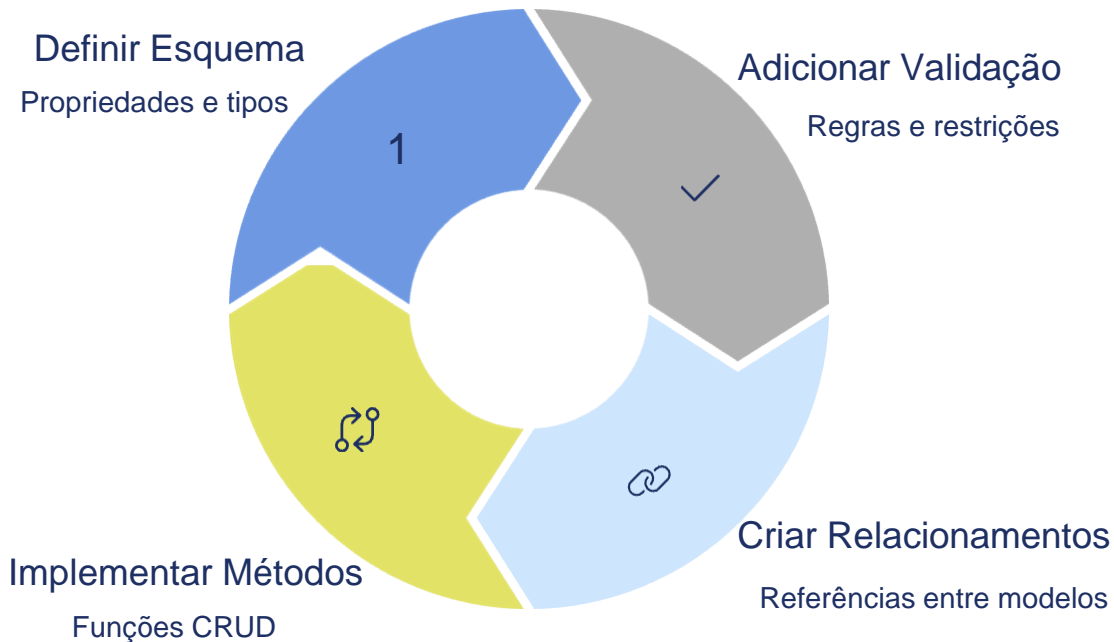 Definir Esquema
Propriedades e tipos
1
Adicionar Validação
Regras e restrições
Criar Relacionamentos
Referências entre modelos
Implementar Métodos
Funções CRUD